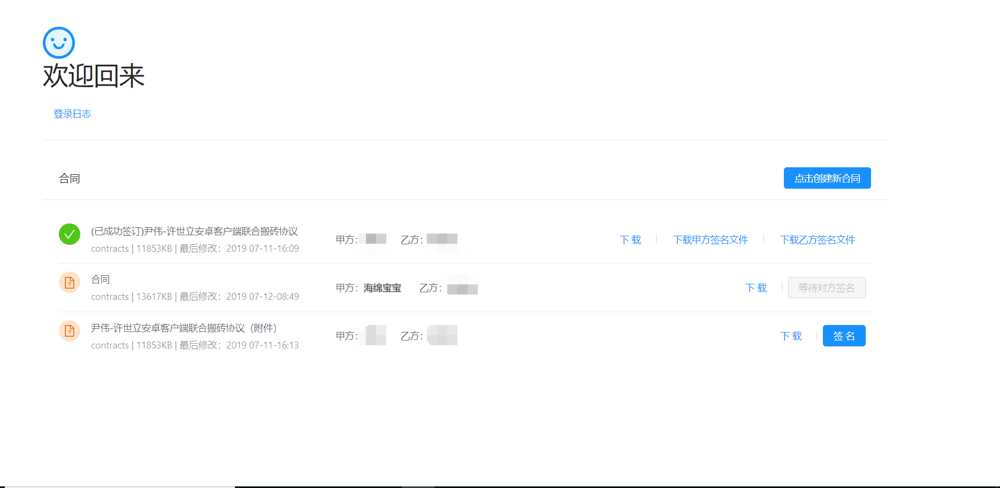 欢迎回来
登录日志
合同
点击创建新合同
(已成功签订)尹伟-许世立安卓客户端联合搬砖协议
contracts | 11853KB | 最后修改：2019 07-11-16:09
甲方：
乙方：
下 载
下载甲方签名文件
下载乙方签名文件
合同
contracts | 13617KB | 最后修改：2019 07-12-08:49
甲方：海绵宝宝
乙方：
下 载
等待对方签名
尹伟-许世立安卓客户端联合搬砖协议（附件）
contracts | 11853KB | 最后修改：2019 07-11-16:13
甲方：
乙方：
下 载
签 名